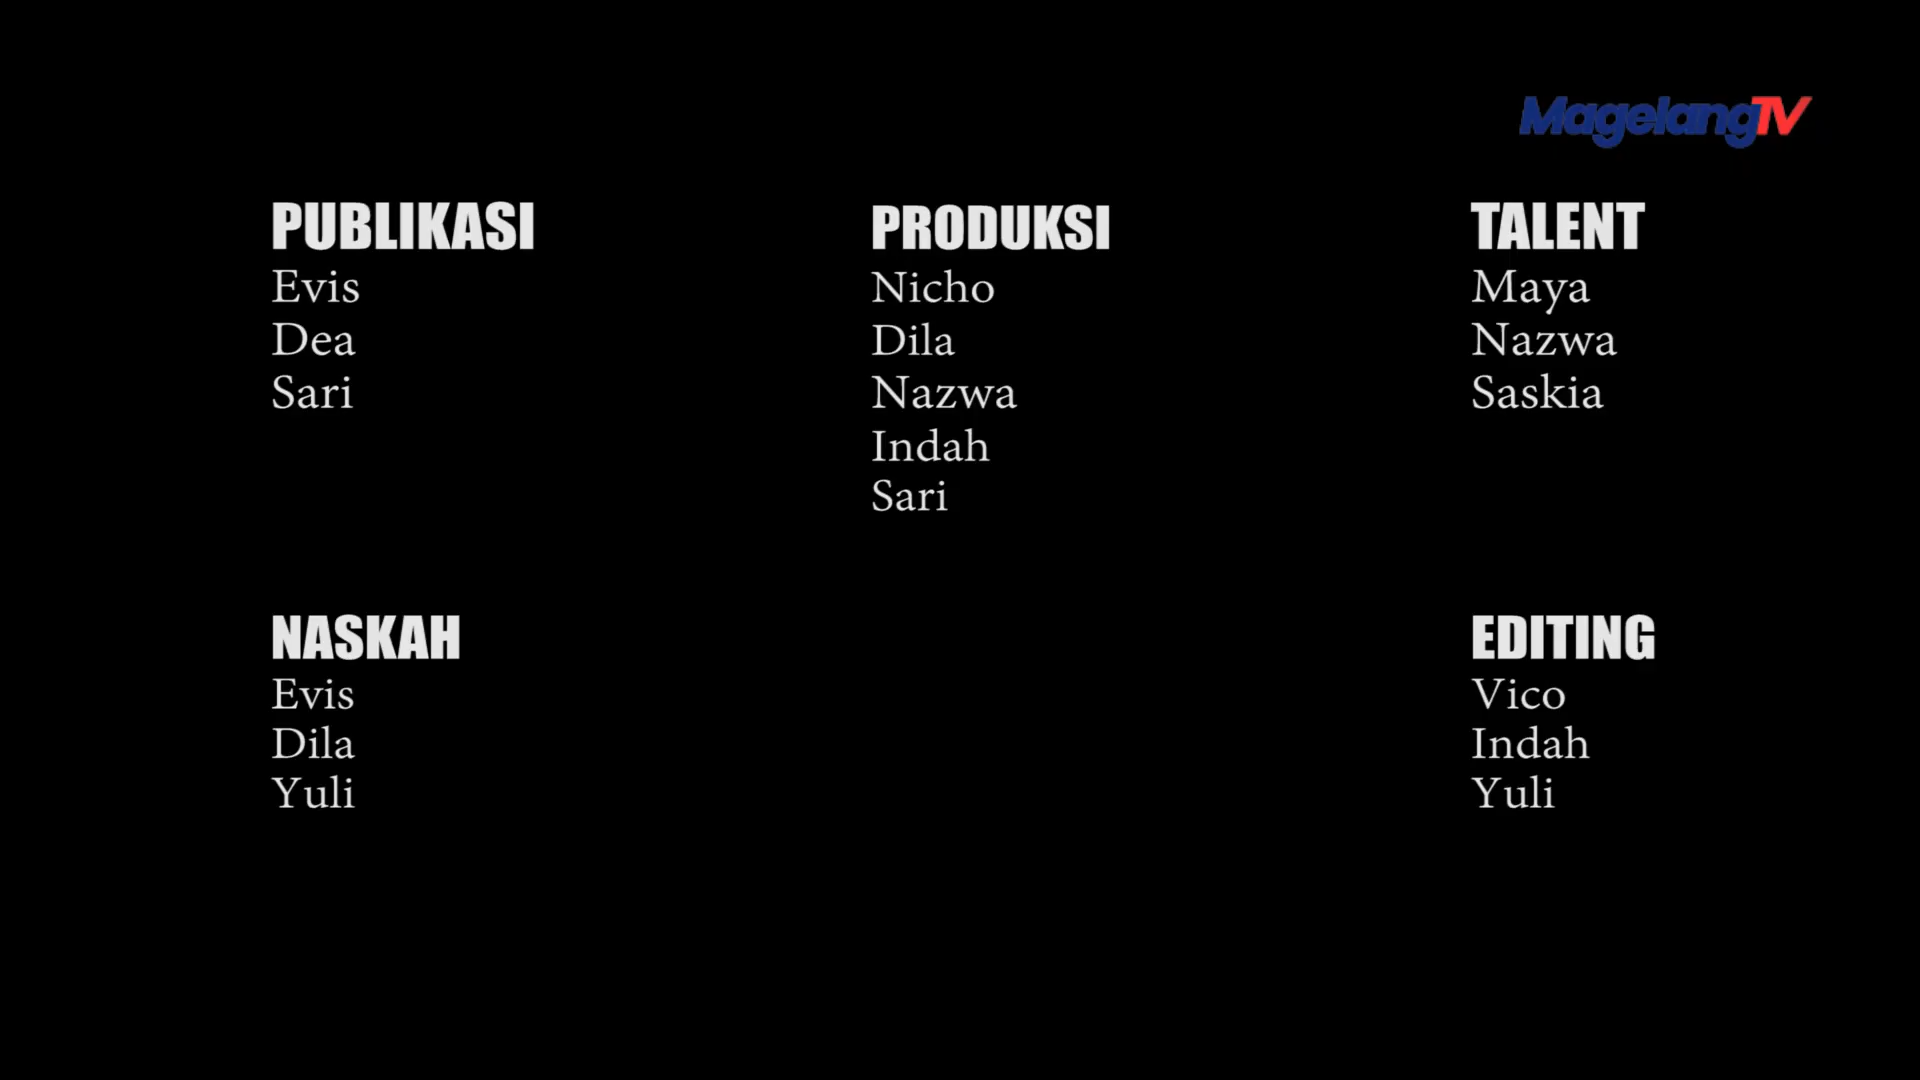 MagelangTV
PUBLIKASI
Evis
Dea
Sari
PRODUKSI
Nicho
Dila
Nazwa
Indah
Sari
TALENT
Maya
Nazwa
Saskia
NASKAH
Evis
Dila
Yuli
EDITING
Vico
Indah
Yuli